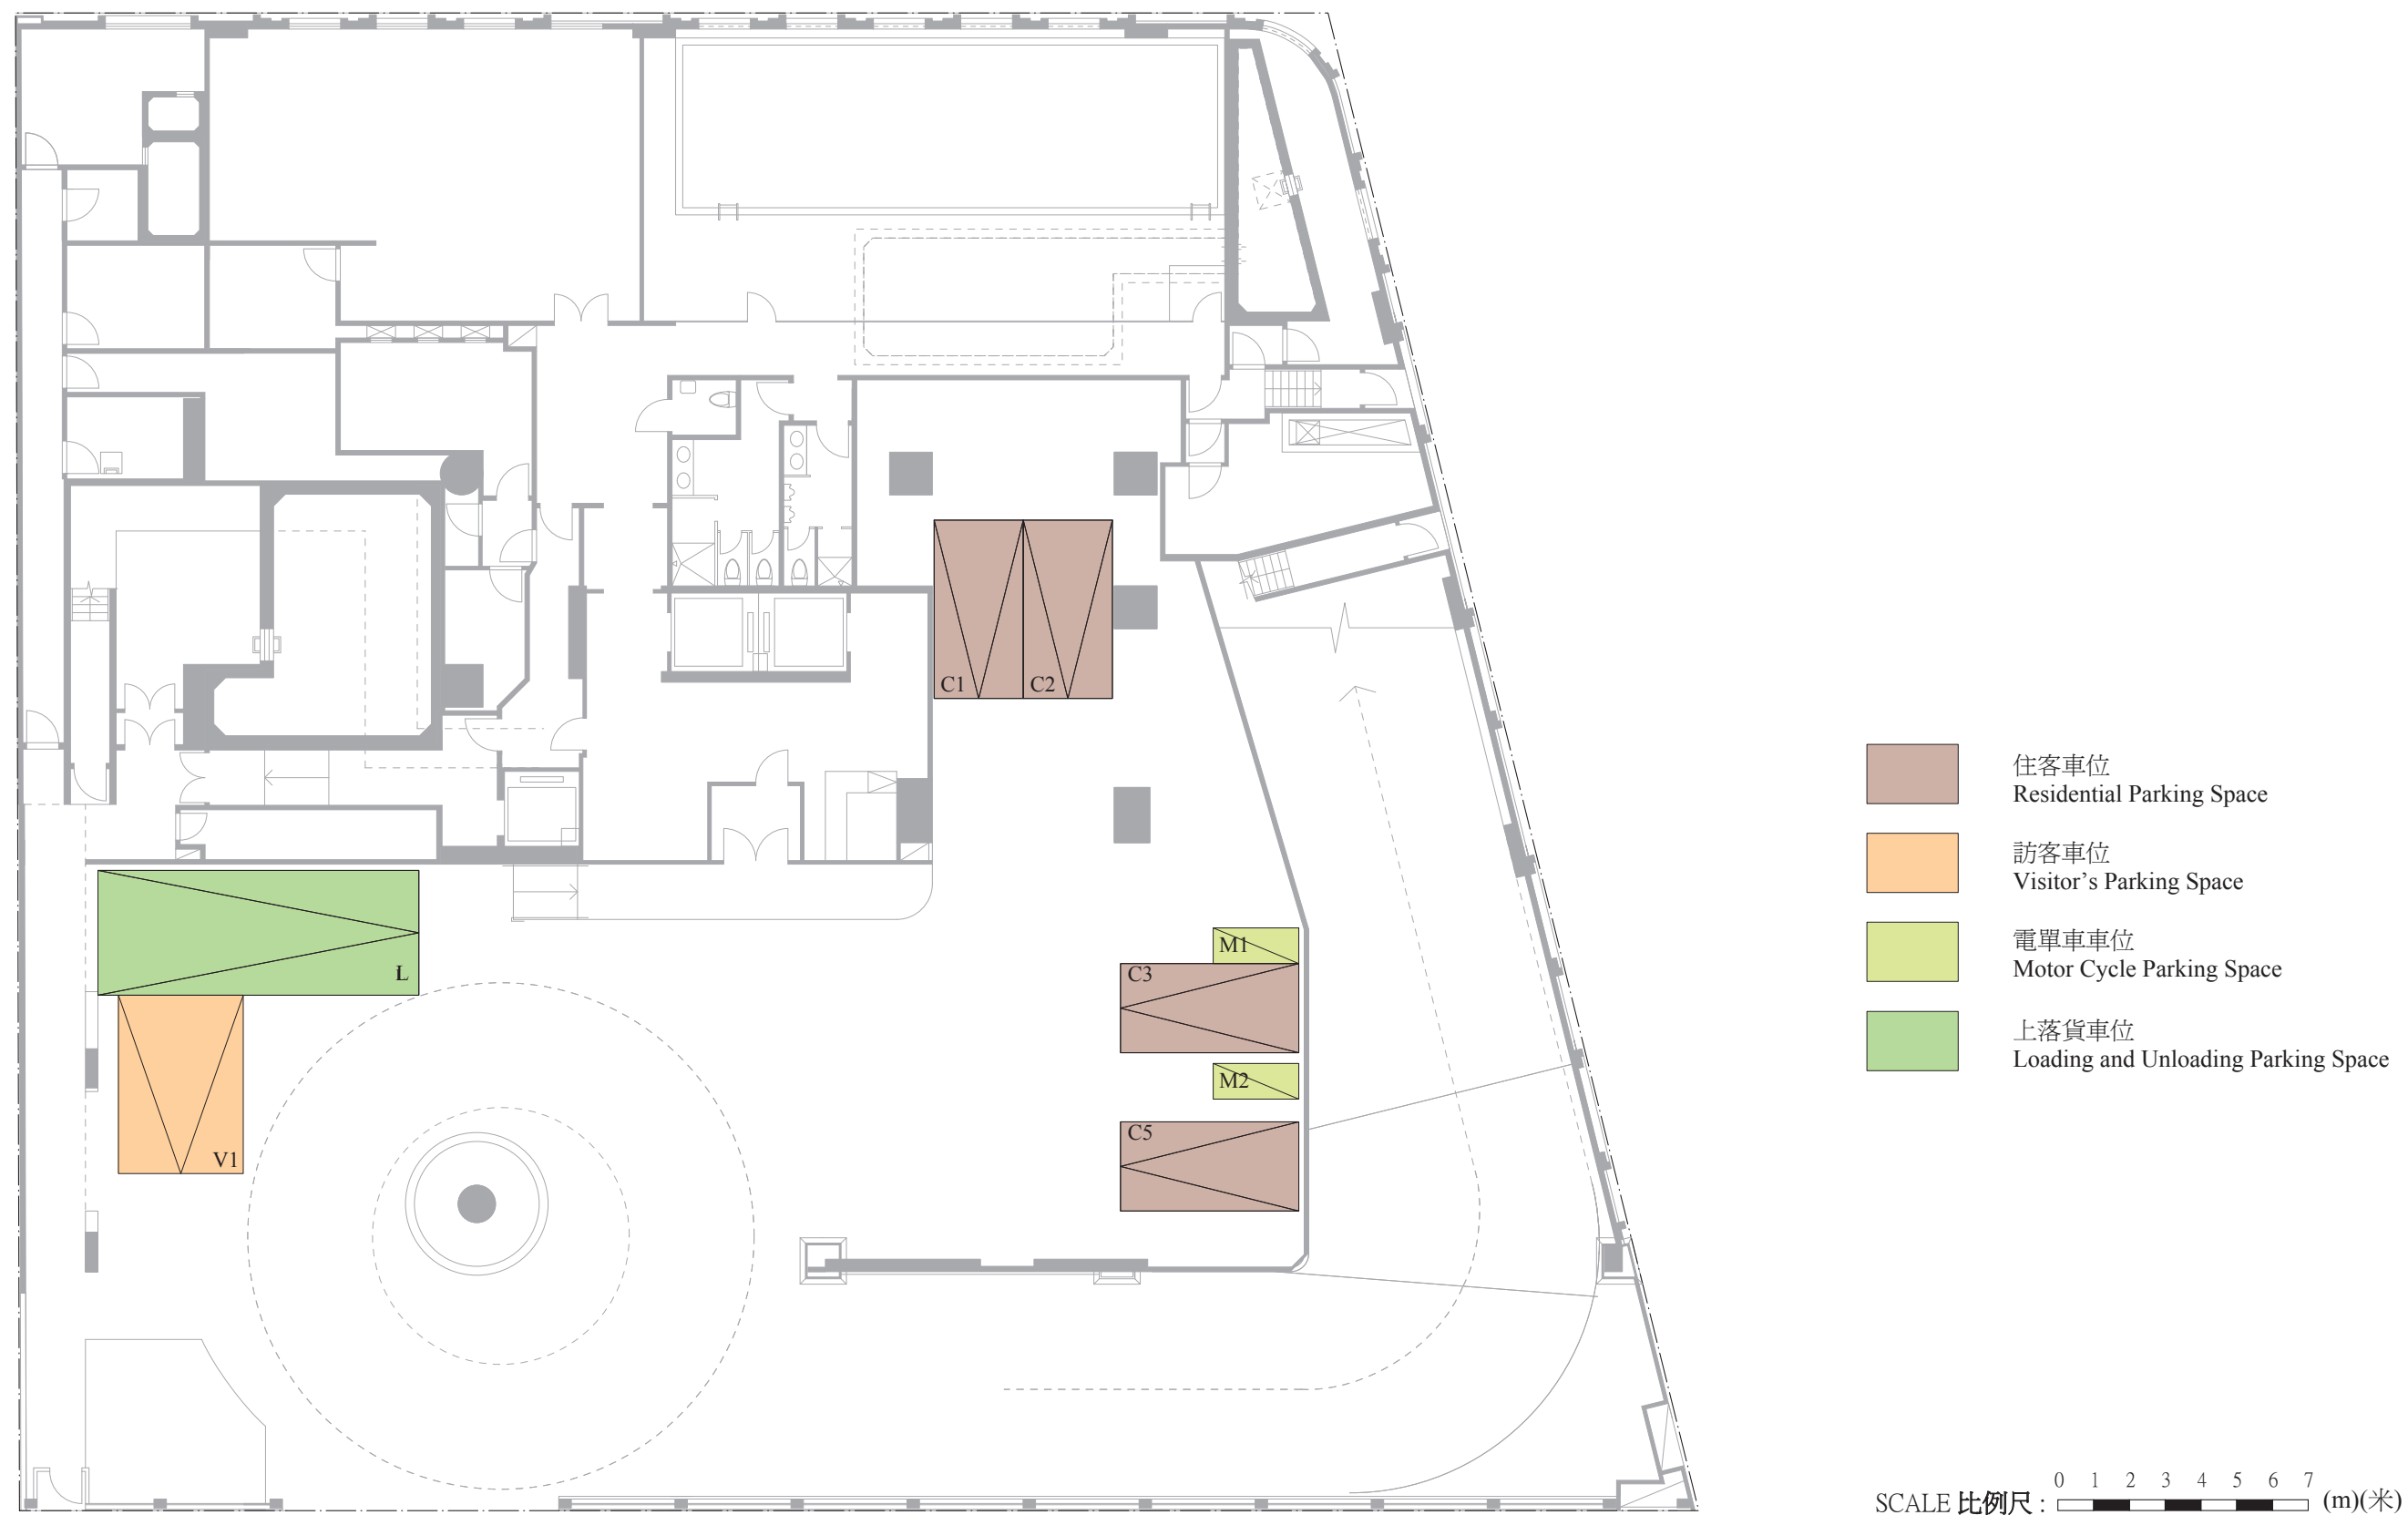 C1
C2
L
V1
M1
C3
M2
C5
住客車位
Residential Parking Space
訪客車位
Visitor’s Parking Space
電單車車位
Motor Cycle Parking Space
上落貨車位
Loading and Unloading Parking Space
0 1 2 3 4 5 6 7
SCALE 比例尺 : (m)(米)